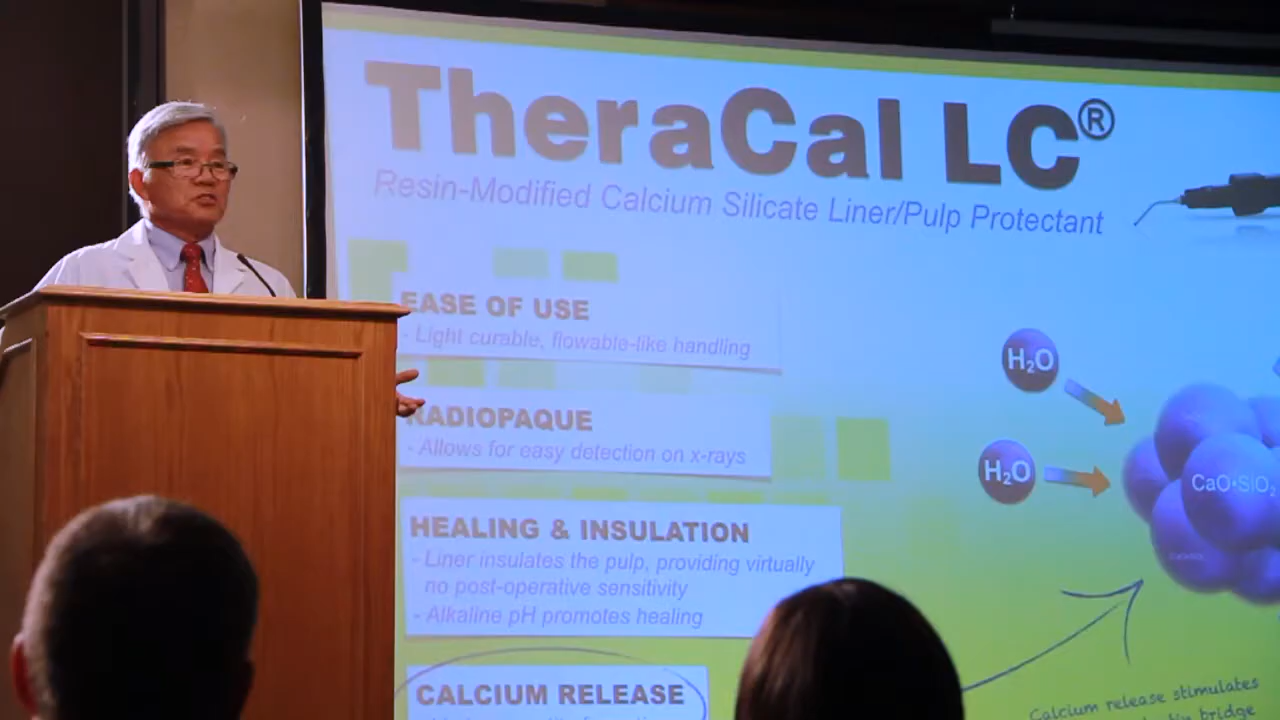 TheraCal LC®
Resin-Modified Calcium Silicate Liner/Pulp Protectant
EASE OF USE
- Light curable, flowable-like handling
RADIOPAQUE
- Allows for easy detection on x-rays
HEALING & INSULATION
- Liner insulates the pulp, providing virtually
no post-operative sensitivity
- Alkaline pH promotes healing
CALCIUM RELEASE
H₂O
H₂O
CaO•SiO₂
Calcium release stimulates
bridge